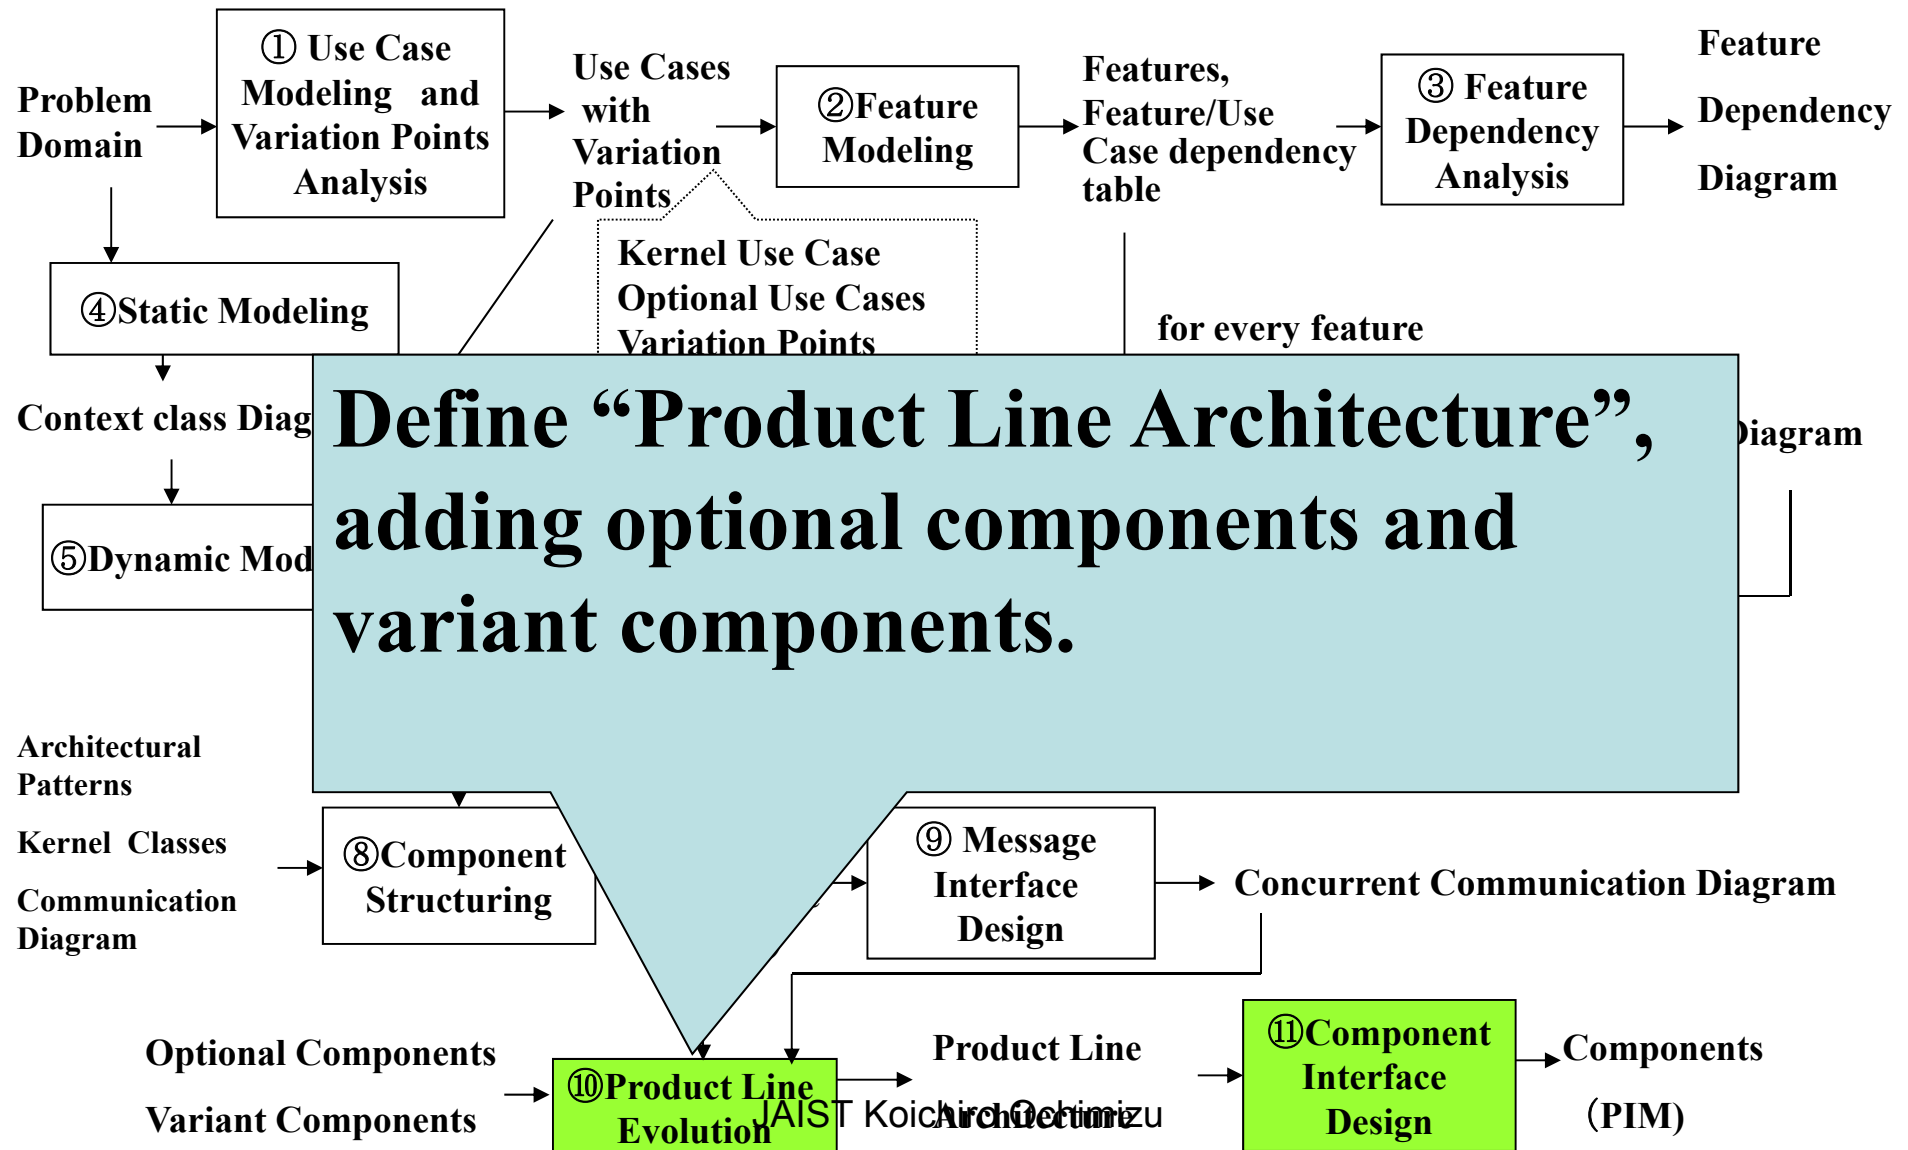 Problem
Domain
① Use Case
Modeling and
Variation Points
Analysis
Use Cases
with
Variation
Points
②Feature
Modeling
Features,
Feature/Use
Case dependency
table
③ Feature
Dependency
Analysis
Feature
Dependency
Diagram
Kernel Use Case
Optional Use Cases
Variation Points
④Static Modeling
for every feature
Context class Diag
Diagram
⑤Dynamic Mod
Define “Product Line Architecture”,
adding optional components and
variant components.
Architectural
Patterns
Kernel Classes
Communication
Diagram
⑧Component
Structuring
⑨ Message
Interface
Design
Concurrent Communication Diagram
Optional Components
Variant Components
⑩Product Line
Evolution
Product Line
Architecture
⑪Component
Interface
Design
Components
（PIM)
JAIST Koichiro Ochimizu